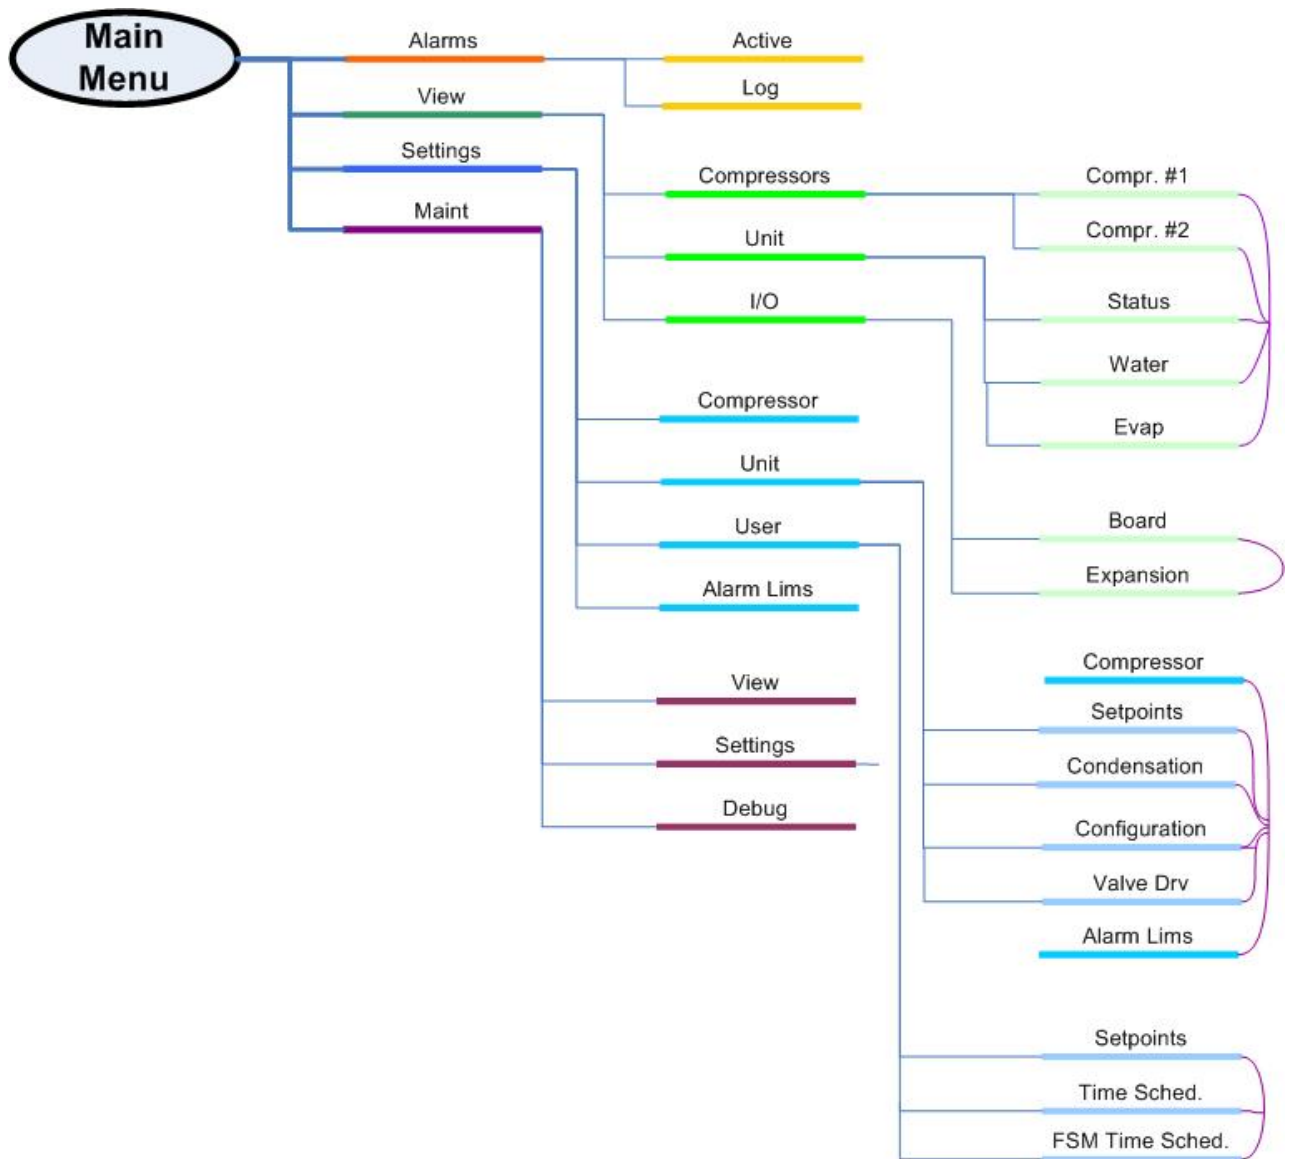 Main
Menu
Alarms
View
Settings
Maint
Active
Log
Compressors
Unit
I/O
Compressor
Unit
User
Alarm Lims
View
Settings
Debug
Compr. #1
Compr. #2
Status
Water
Evap
Board
Expansion
Compressor
Setpoints
Condensation
Configuration
Valve Drv
Alarm Lims
Setpoints
Time Sched.
FSM Time Sched.